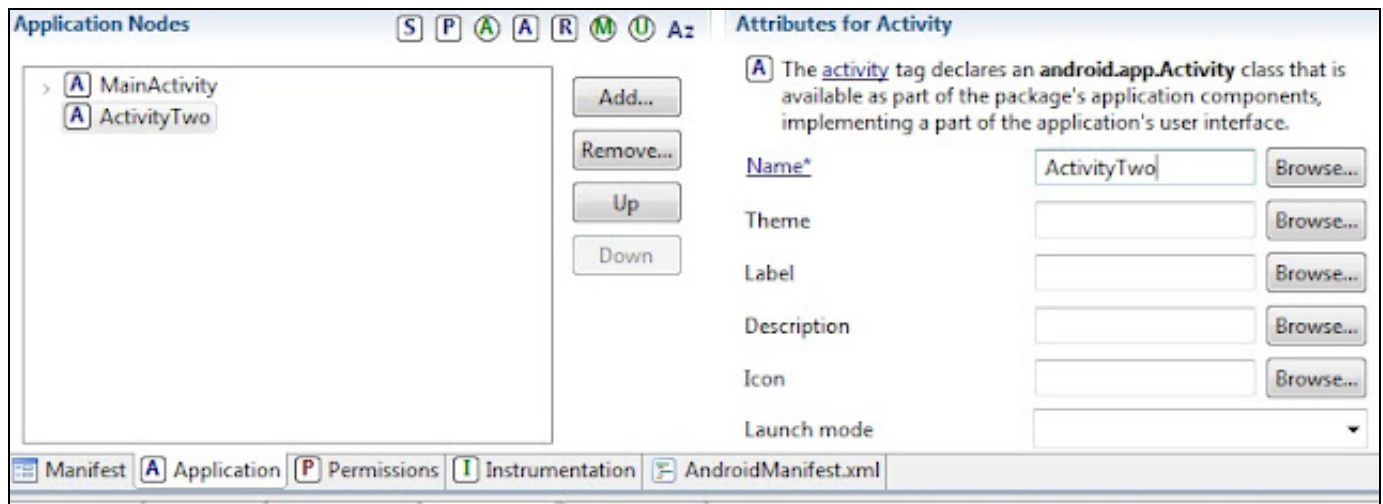 Application Nodes
S P A A R M U Az
MainActivity
A MainActivity
A ActivityTwo
Add...
Remove...
Up
Down
Attributes for Activity
A The activity tag declares an android.app.Activity class that is
available as part of the package's application components,
implementing a part of the application's user interface.
Name* ActivityTwo Browse...
Theme Browse...
Label Browse...
Description Browse...
Icon Browse...
Launch mode
Manifest A Application P Permissions I Instrumentation AndroidManifest.xml